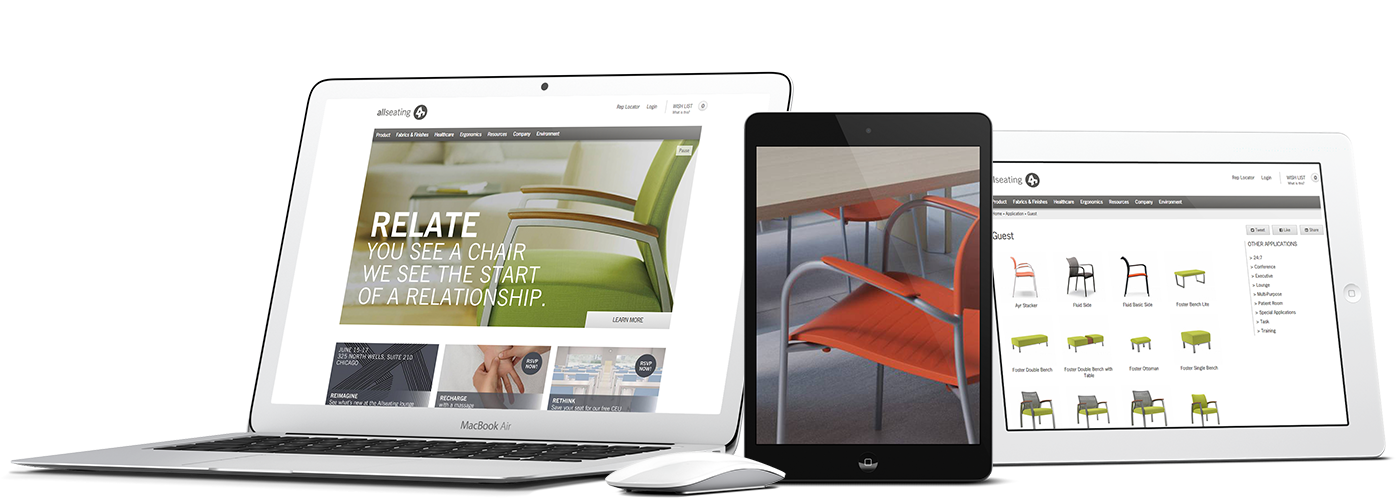 allseating
Rep Locator Login WISH LIST 0
What is this?
Product Fabrics & Finishes Healthcare Ergonomics Resources Company Environment
Pause
RELATE
YOU SEE A CHAIR
WE SEE THE START
OF A RELATIONSHIP.
LEARN MORE
JUNE 15-17
325 NORTH WELLS, SUITE 210
CHICAGO
REIMAGINE
See what's new at the Allseating lounge
RSVP
NOW!
RECHARGE
with a massage
RSVP
NOW!
RETHINK
Save your seat for our free CEU
MacBook Air
llseating
Rep Locator Login WISH LIST 0
What is this?
Product Fabrics & Finishes Healthcare Ergonomics Resources Company Environment
Home » Application » Guest
Guest
Tweet Like Share
OTHER APPLICATIONS
> 24:7
> Conference
> Executive
> Lounge
> Multi-Purpose
> Patient Room
> Special Applications
> Task
> Training
Ayr Stacker Fluid Side Fluid Basic Side Foster Bench Lite
Foster Double Bench Foster Double Bench with Table Foster Ottoman Foster Single Bench